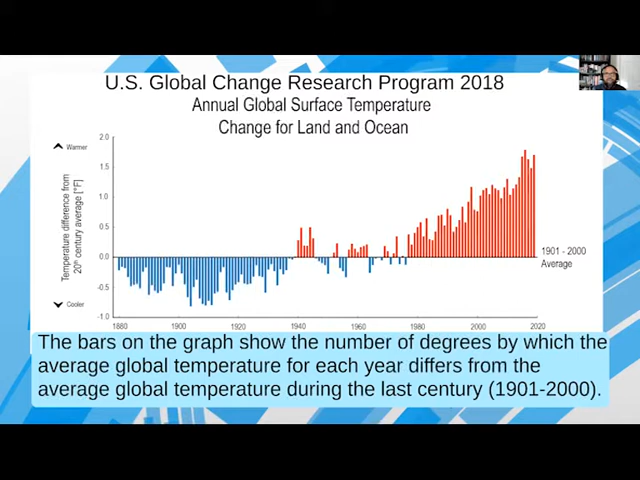 U.S. Global Change Research Program 2018
Annual Global Surface Temperature
Change for Land and Ocean
Warmer
Temperature difference from
20th century average [°F]
Cooler
2.0
1.5
1.0
0.5
0.0
-0.5
-1.0
1901 - 2000
Average
1880
1900
1920
1940
1960
1980
2000
2020
The bars on the graph show the number of degrees by which the
average global temperature for each year differs from the
average global temperature during the last century (1901-2000).